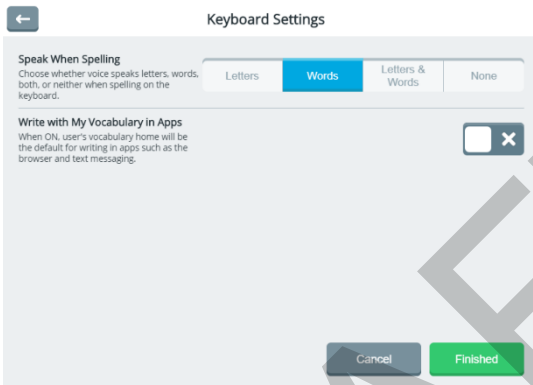 Keyboard Settings
Speak When Spelling
Choose whether voice speaks letters, words,
both, or neither when spelling on the
keyboard.
Letters
Words
Letters &
Words
None
Write with My Vocabulary in Apps
When ON, user's vocabulary home will be
the default for writing in apps such as the
browser and text messaging.
Cancel
Finished